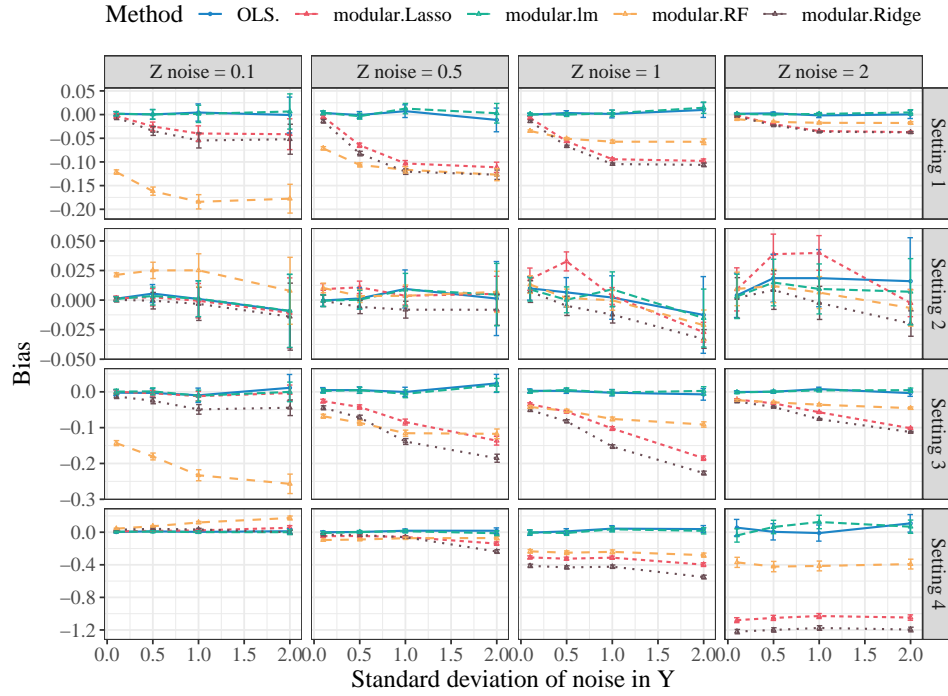 Method OLS. modular.Lasso modular.lm modular.RF modular.Ridge
Z noise = 0.1 Z noise = 0.5 Z noise = 1 Z noise = 2
0.05
0.00
−0.05
−0.10
−0.15
−0.20
Setting 1
0.050
0.025
0.000
−0.025
−0.050
Setting 2
Bias
0.0
−0.1
−0.2
−0.3
Setting 3
0.0
−0.4
−0.8
−1.2
Setting 4
0.0 0.5 1.0 1.5 2.0 0.0 0.5 1.0 1.5 2.0 0.0 0.5 1.0 1.5 2.0 0.0 0.5 1.0 1.5 2.0
Standard deviation of noise in Y